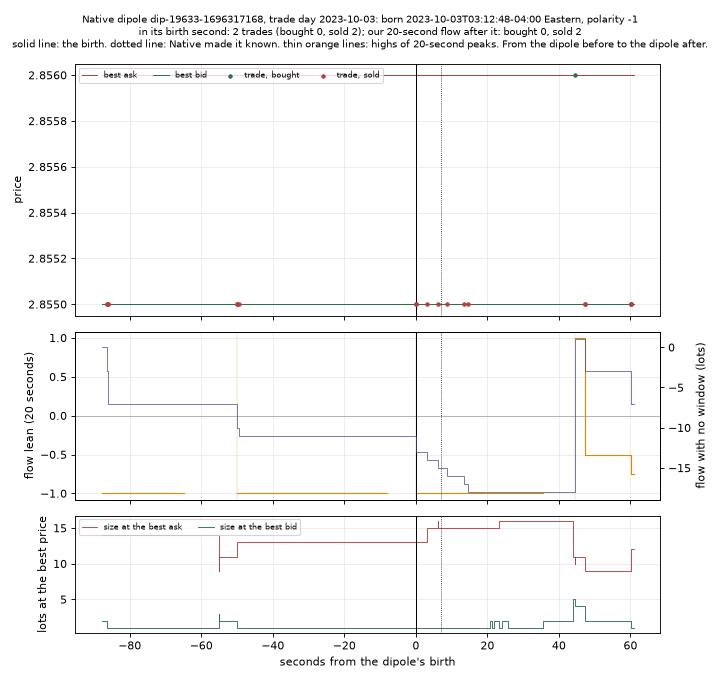 Native dipole dip-19633-1696317168, trade day 2023-10-03: born 2023-10-03T03:12:48-04:00 Eastern, polarity -1
in its birth second: 2 trades (bought 0, sold 2); our 20-second flow after it: bought 0, sold 2
solid line: the birth. dotted line: Native made it known. thin orange lines: highs of 20-second peaks. From the dipole before to the dipole after.
best ask best bid trade, bought trade, sold
2.8560
2.8558
2.8556
2.8554
2.8552
2.8550
price
1.0
0.5
0.0
−0.5
−1.0
flow lean (20 seconds)
0
−5
−10
−15
flow with no window (lots)
size at the best ask size at the best bid
15
10
5
lots at the best price
−80 −60 −40 −20 0 20 40 60
seconds from the dipole's birth